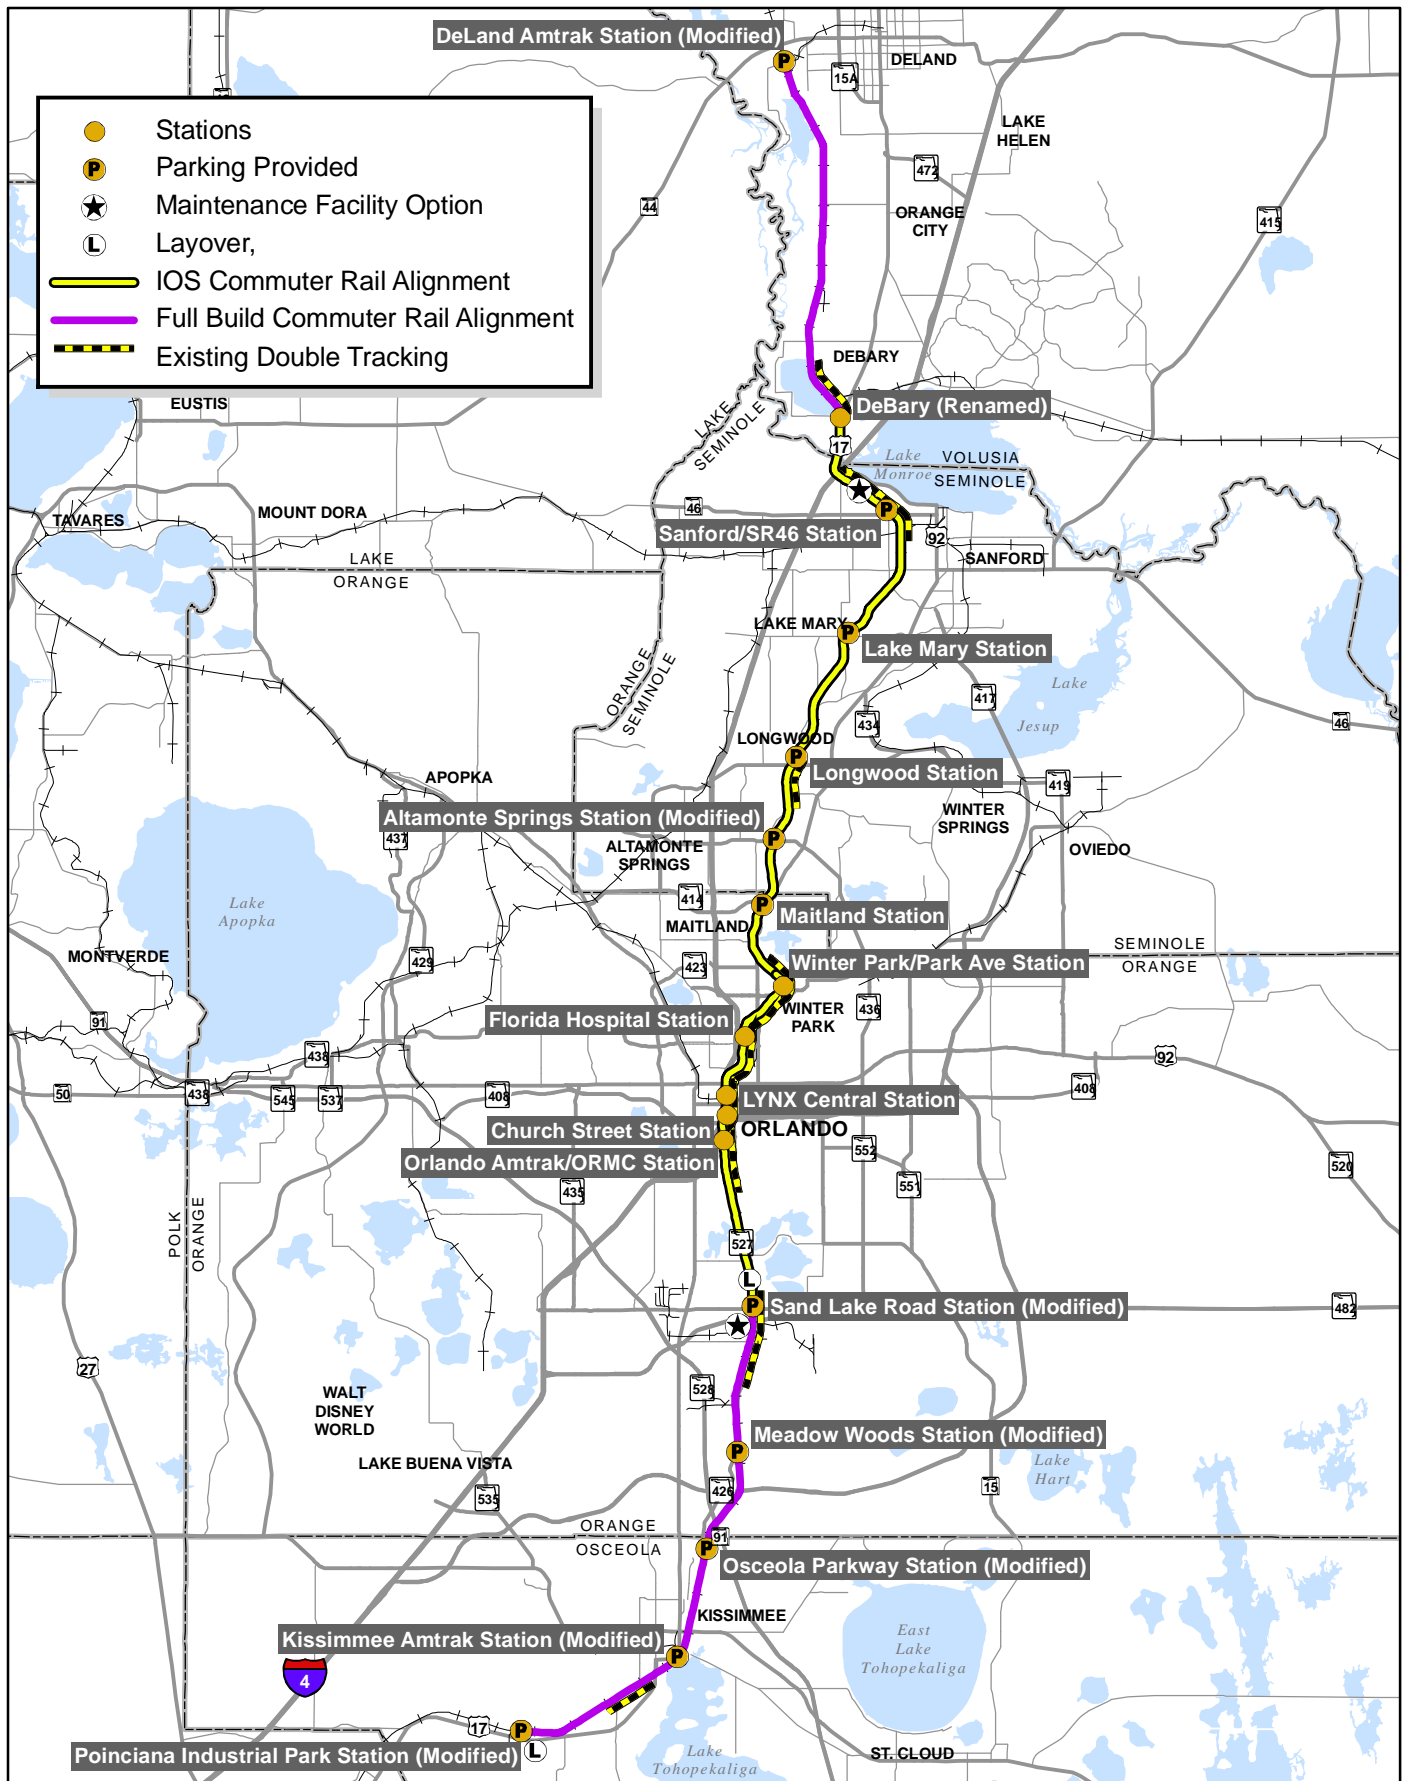 DeLand Amtrak Station (Modified)
DELAND
15A
LAKE
HELEN
472
44
ORANGE
CITY
415
Stations
P Parking Provided
Maintenance Facility Option
L Layover,
IOS Commuter Rail Alignment
Full Build Commuter Rail Alignment
Existing Double Tracking
DEBARY
EUSTIS
DeBary (Renamed)
LAKE
SEMINOLE
17
Lake
Monroe
VOLUSIA
SEMINOLE
TAVARES
MOUNT DORA
46
Sanford/SR46 Station
92
SANFORD
LAKE
ORANGE
LAKE MARY
Lake Mary Station
ORANGE
SEMINOLE
Lake
Jesup
417
434
46
LONGWOOD
Longwood Station
APOPKA
419
WINTER
SPRINGS
Altamonte Springs Station (Modified)
437
ALTAMONTE
SPRINGS
OVIEDO
Lake
Apopka
414
Maitland Station
MAITLAND
SEMINOLE
ORANGE
MONTVERDE
429
423
Winter Park/Park Ave Station
WINTER
PARK
436
Florida Hospital Station
91
438
92
50
438
545
537
408
408
LYNX Central Station
Church Street Station
ORLANDO
Orlando Amtrak/ORMC Station
552
520
551
435
POLK
ORANGE
527
L
P
Sand Lake Road Station (Modified)
482
27
528
WALT
DISNEY
WORLD
Meadow Woods Station (Modified)
LAKE BUENA VISTA
Lake
Hart
535
426
15
ORANGE
OSCEOLA
91
Osceola Parkway Station (Modified)
KISSIMMEE
Kissimmee Amtrak Station (Modified)
East
Lake
Tohopekaliga
4
17
Poinciana Industrial Park Station (Modified)
L
Lake
Tohopekaliga
ST. CLOUD